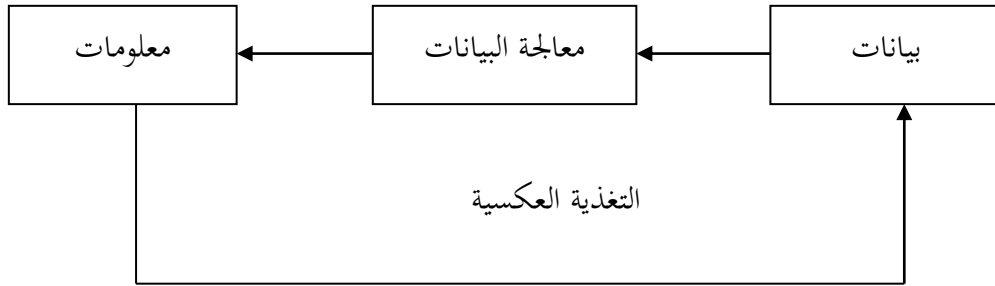 بيانات
معالجة البيانات
معلومات
التغذية العكسية